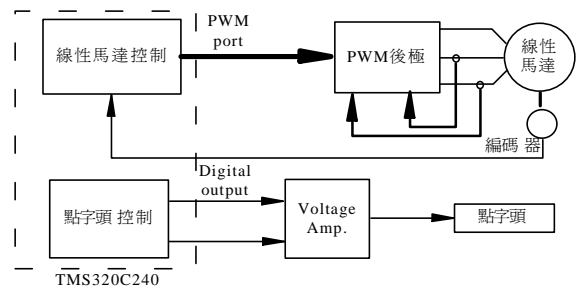 PWM
port
線性馬達控制
PWM後極
線性
馬達
編碼 器
Digital
output
點字頭 控制
Voltage
Amp.
點字頭
TMS320C240